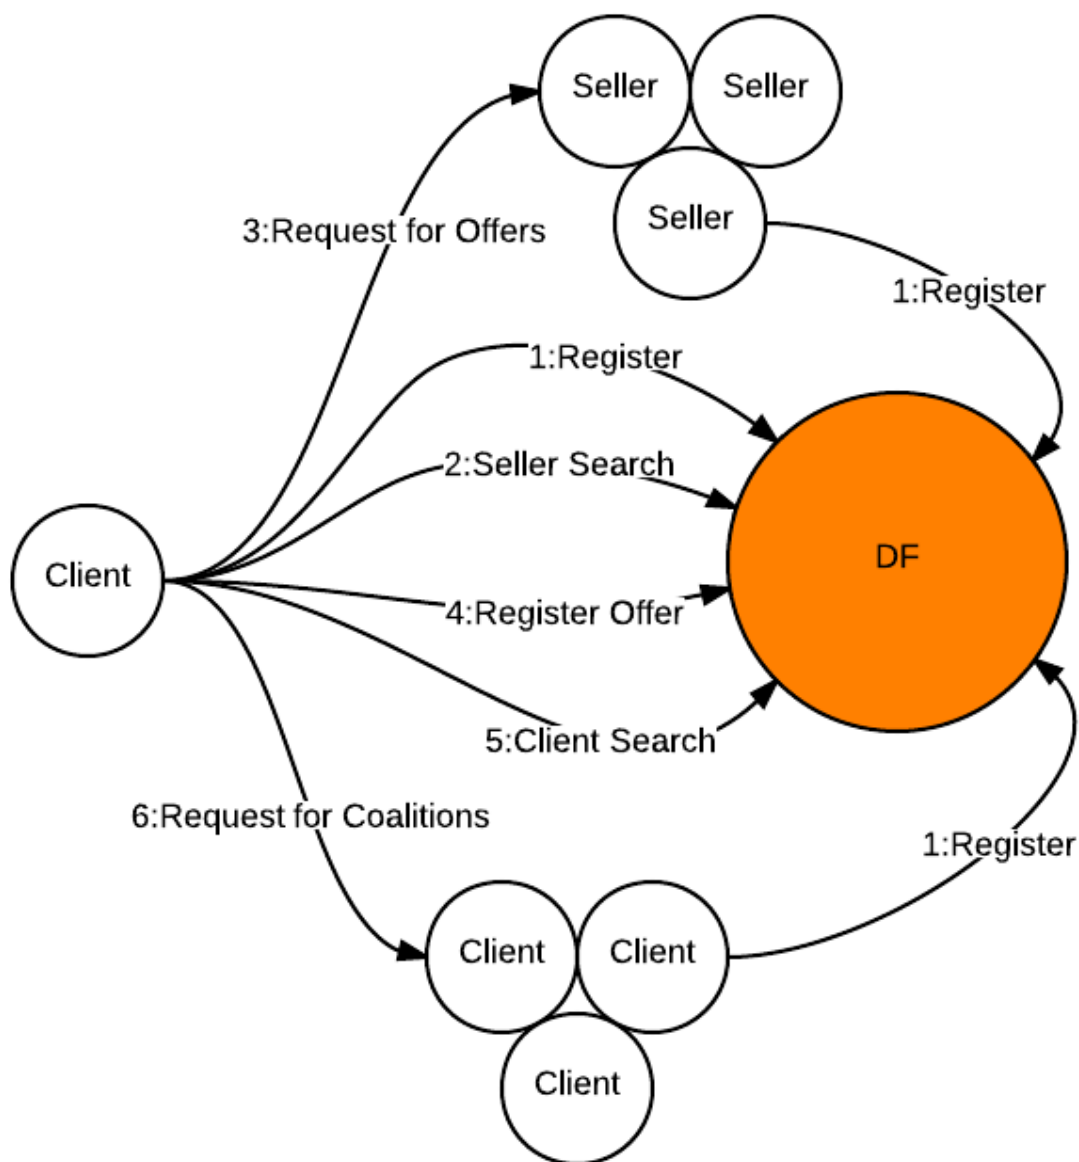 Seller
Seller
Seller
3:Request for Offers
1:Register
1:Register
2:Seller Search
DF
Client
4:Register Offer
5:Client Search
6:Request for Coalitions
1:Register
Client
Client
Client